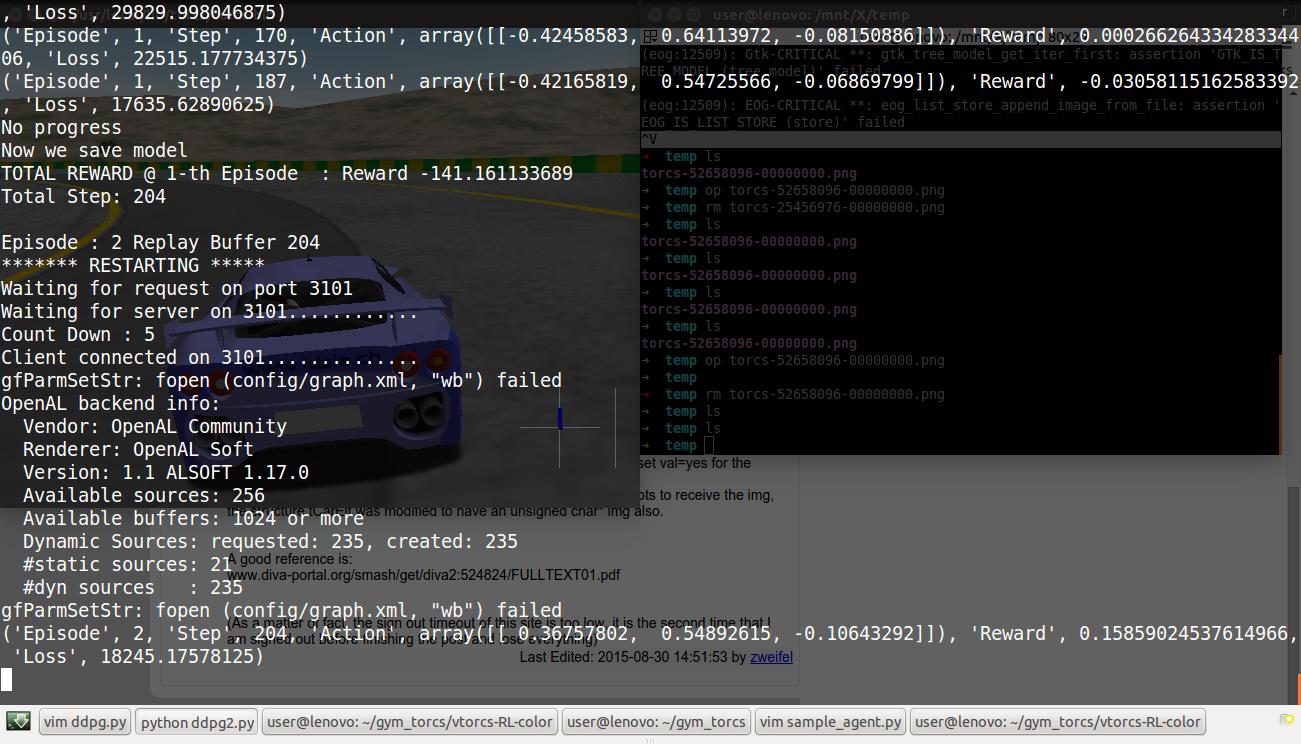 , 'Loss', 29829.998046875)
('Episode', 1, 'Step', 170, 'Action', array([[-0.42458583, 0.64113972, -0.08150886]]), 'Reward', 0.000266264334283344
06, 'Loss', 22515.177734375)
('Episode', 1, 'Step', 187, 'Action', array([[-0.42165819, 0.54725566, -0.06869799]]), 'Reward', -0.03058115162583392
, 'Loss', 17635.62890625)
No progress
Now we save model
TOTAL REWARD @ 1-th Episode  : Reward -141.161133689
Total Step: 204
Episode : 2 Replay Buffer 204
******* RESTARTING *****
Waiting for request on port 3101
Waiting for server on 3101............
Count Down : 5
Client connected on 3101..............
gfParmSetStr: fopen (config/graph.xml, "wb") failed
OpenAL backend info:
Vendor: OpenAL Community
Renderer: OpenAL Soft
Version: 1.1 ALSOFT 1.17.0
Available sources: 256
Available buffers: 1024 or more
Dynamic Sources: requested: 235, created: 235
#static sources: 21
#dyn sources   : 235
gfParmSetStr: fopen (config/graph.xml, "wb") failed
('Episode', 2, 'Step', 204, 'Action', array([[ 0.36757802, 0.54892615, -0.10643292]]), 'Reward', 0.15859024537614966,
'Loss', 18245.17578125)
user@lenovo: /mnt/X/temp
(eog:12509): Gtk-CRITICAL **: gtk_tree_model_get_iter_first: assertion 'GTK_IS_T
REE_MODEL (tree_model)' failed
(eog:12509): EOG-CRITICAL **: eog_list_store_append_image_from_file: assertion '
EOG_IS_LIST_STORE (store)' failed
^V
→ temp ls
torcs-52658096-00000000.png
→ temp op torcs-52658096-00000000.png
→ temp rm torcs-25456976-00000000.png
→ temp ls
torcs-52658096-00000000.png
→ temp ls
torcs-52658096-00000000.png
→ temp ls
torcs-52658096-00000000.png
→ temp ls
torcs-52658096-00000000.png
→ temp op torcs-52658096-00000000.png
→ temp
→ temp rm torcs-52658096-00000000.png
→ temp ls
→ temp ls
→ temp
set val=yes for the
ots to receive the img,
the structure tCarElt was modified to have an unsigned char* img also.
A good reference is:
www.diva-portal.org/smash/get/diva2:524824/FULLTEXT01.pdf
(As a matter of fact, the sign out timeout of this site is too low, it is the second time that I
am signed out before finishing the post and lose everything)
Last Edited: 2015-08-30 14:51:53 by zweifel
vim ddpg.py
python ddpg2.py
user@lenovo: ~/gym_torcs/vtorcs-RL-color
user@lenovo: ~/gym_torcs
vim sample_agent.py
user@lenovo: ~/gym_torcs/vtorcs-RL-color